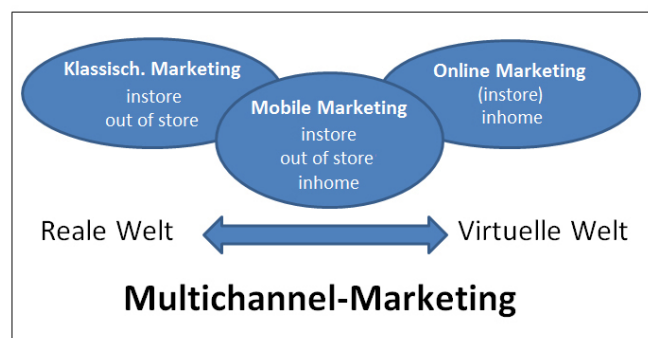 Klassisch. Marketing
instore
out of store
Mobile Marketing
instore
out of store
inhome
Online Marketing
(instore)
inhome
Reale Welt
Virtuelle Welt
Multichannel-Marketing